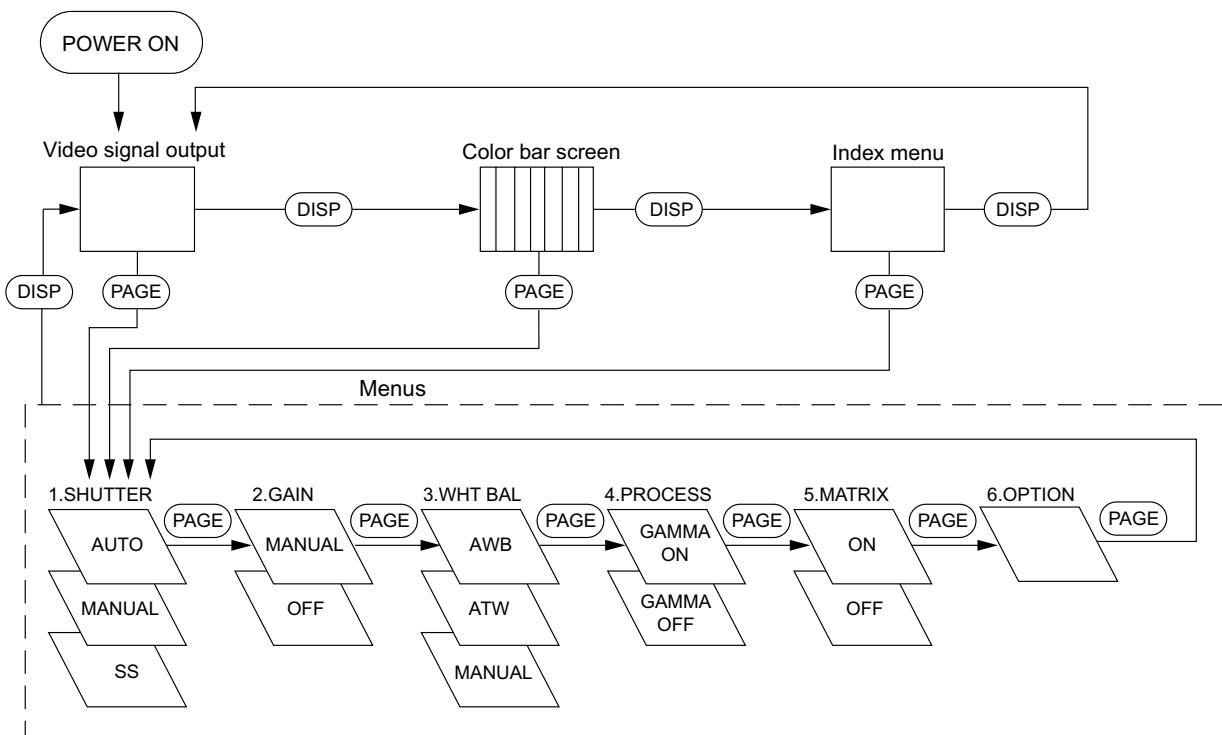 POWER ON
Video signal output
Color bar screen
Index menu
DISP
DISP
DISP
DISP
PAGE
PAGE
PAGE
Menus
1.SHUTTER
2.GAIN
3.WHT BAL
4.PROCESS
5.MATRIX
6.OPTION
PAGE
PAGE
PAGE
PAGE
PAGE
PAGE
AUTO
MANUAL
AWB
GAMMA
ON
ON
MANUAL
OFF
ATW
GAMMA
OFF
OFF
SS
MANUAL